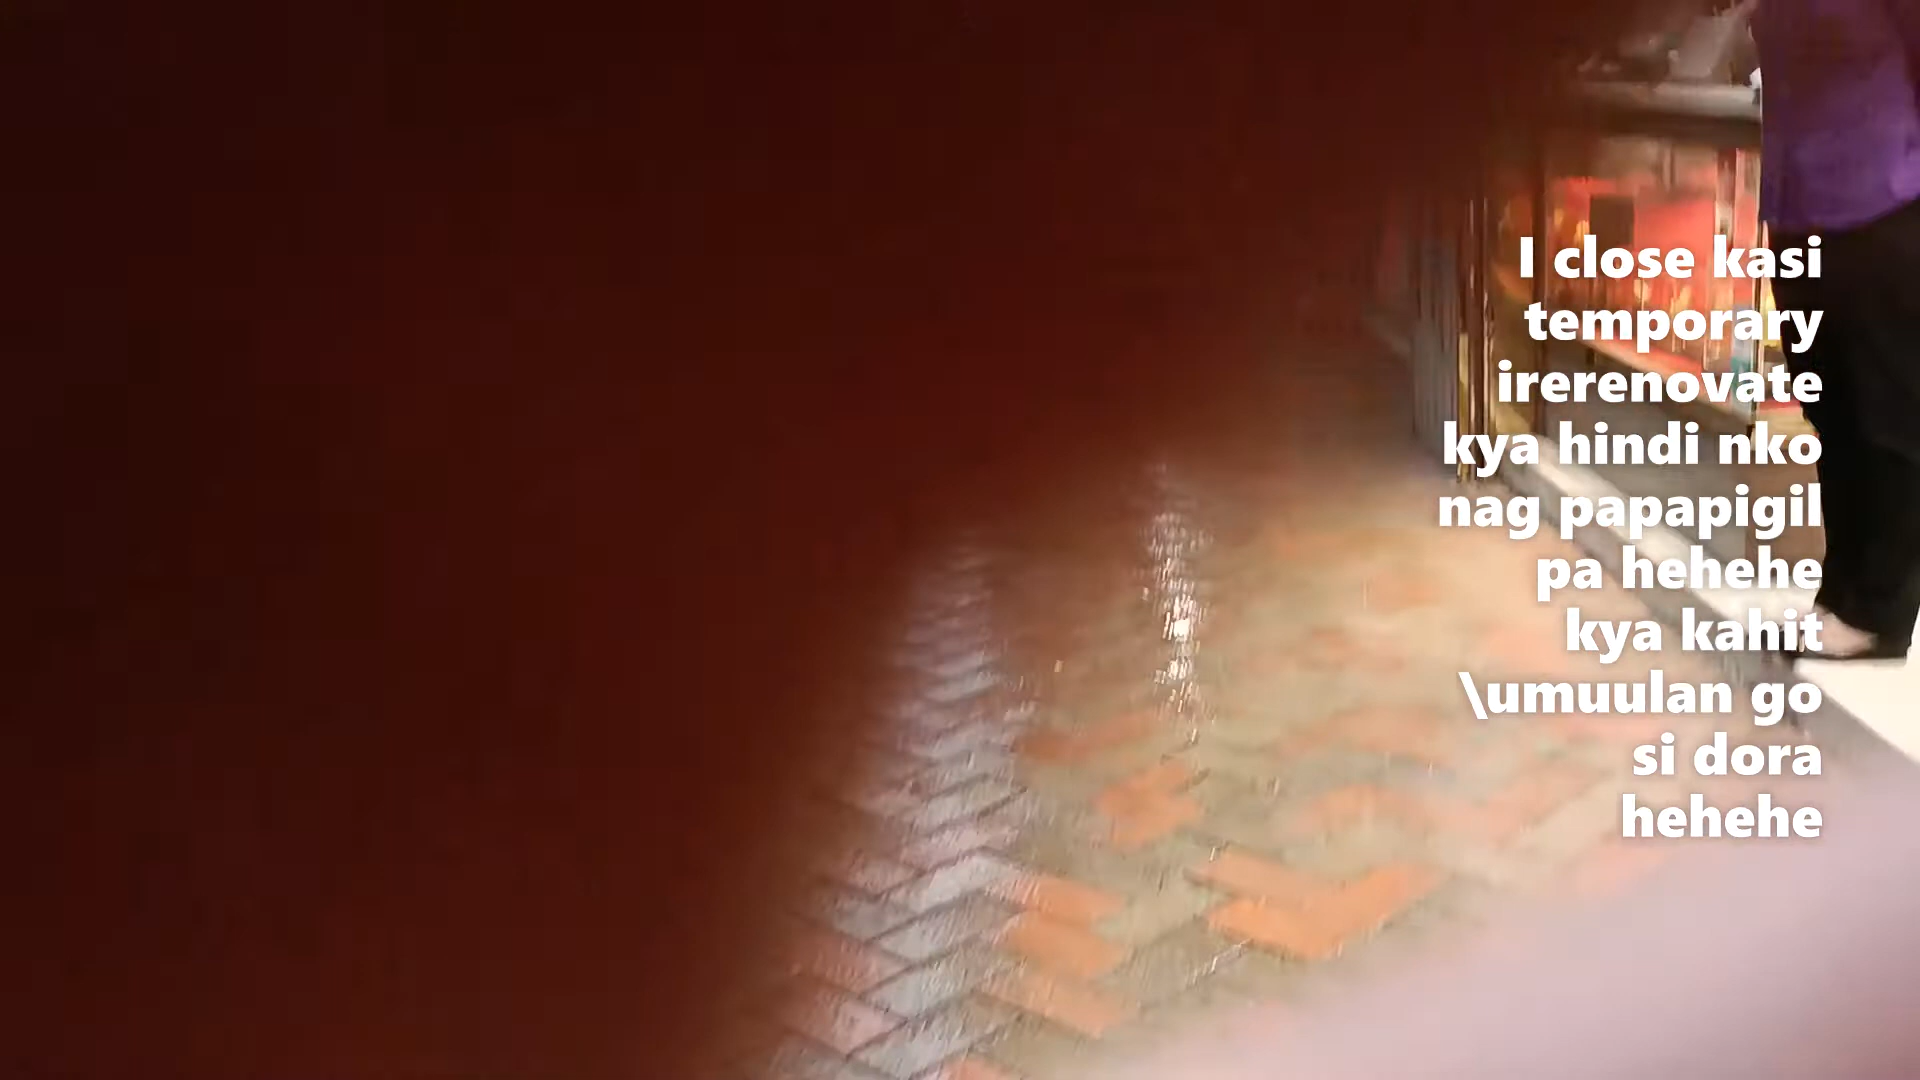 I close kasi
temporary
irerenovate
kya hindi nko
nag papapigil
pa hehehe
kya kahit
\umuulan go
si dora
hehehe